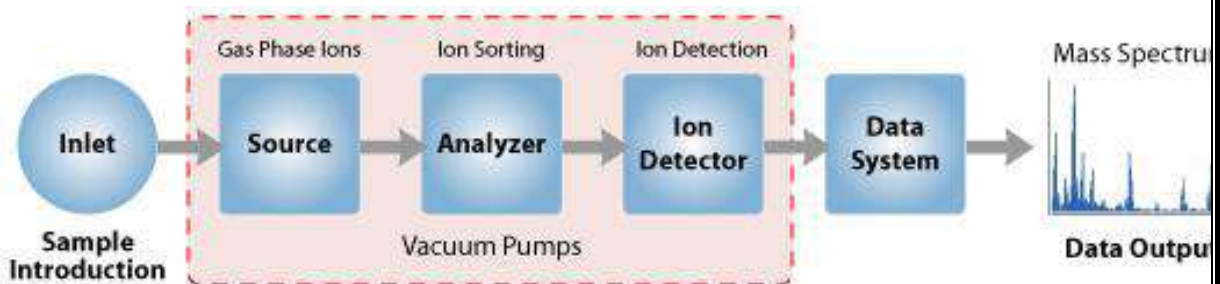 Gas Phase Ions
Ion Sorting
Ion Detection
Mass Spectru
Inlet
Source
Analyzer
Ion
Detector
Data
System
Sample
Introduction
Vacuum Pumps
Data Outpu